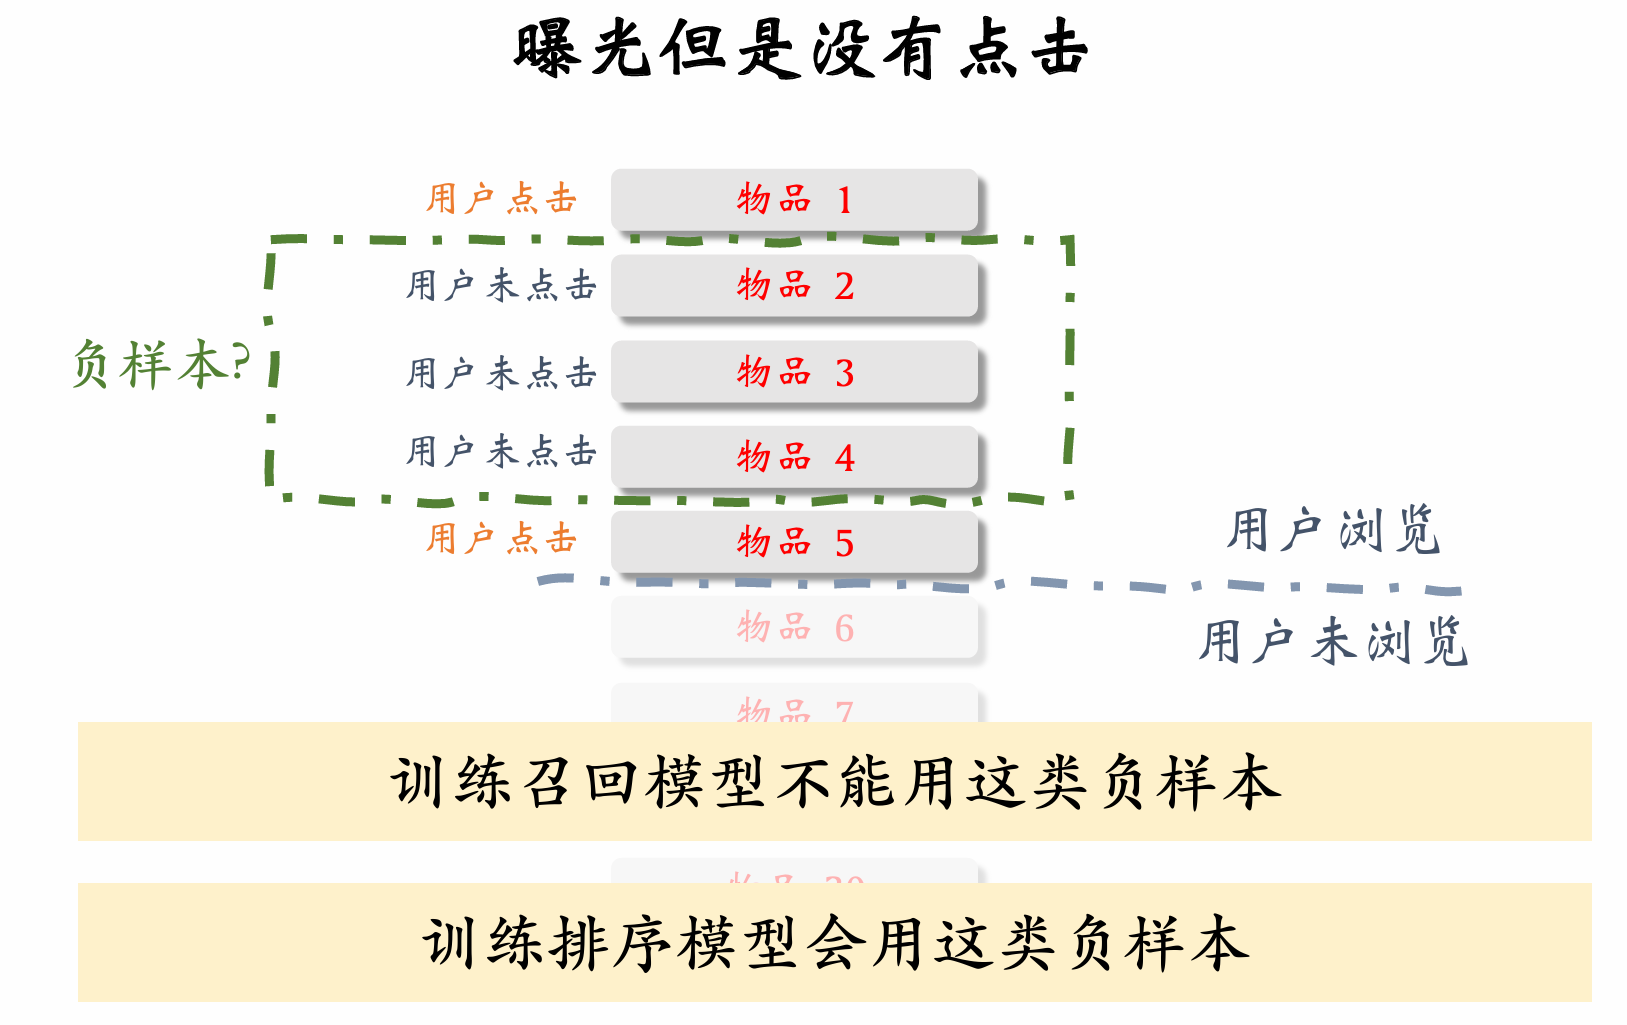 曝光但是没有点击
用户点击 物品 1
用户未点击 物品 2
负样本?
用户未点击 物品 3
用户未点击 物品 4
用户点击 物品 5
用户浏览
用户未浏览
物品 6
物品 7
训练召回模型不能用这类负样本
训练排序模型会用这类负样本